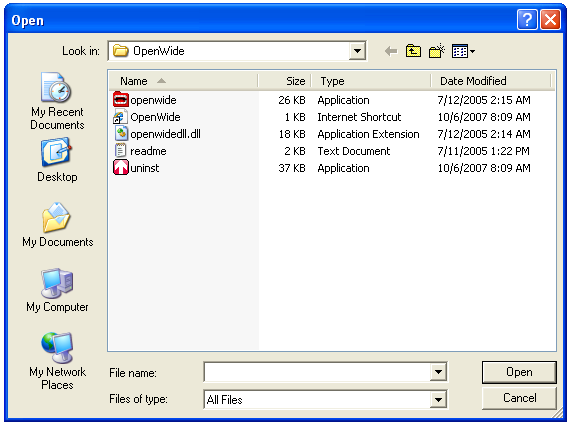 Open
Look in: OpenWide
My Recent Documents
Desktop
My Documents
My Computer
My Network Places
Name Size Type Date Modified
openwide 26 KB Application 7/12/2005 2:15 AM
OpenWide 1 KB Internet Shortcut 10/6/2007 8:09 AM
openwidedll.dll 18 KB Application Extension 7/12/2005 2:14 AM
readme 2 KB Text Document 7/11/2005 1:22 PM
uninst 37 KB Application 10/6/2007 8:09 AM
File name: Open
Files of type: All Files Cancel